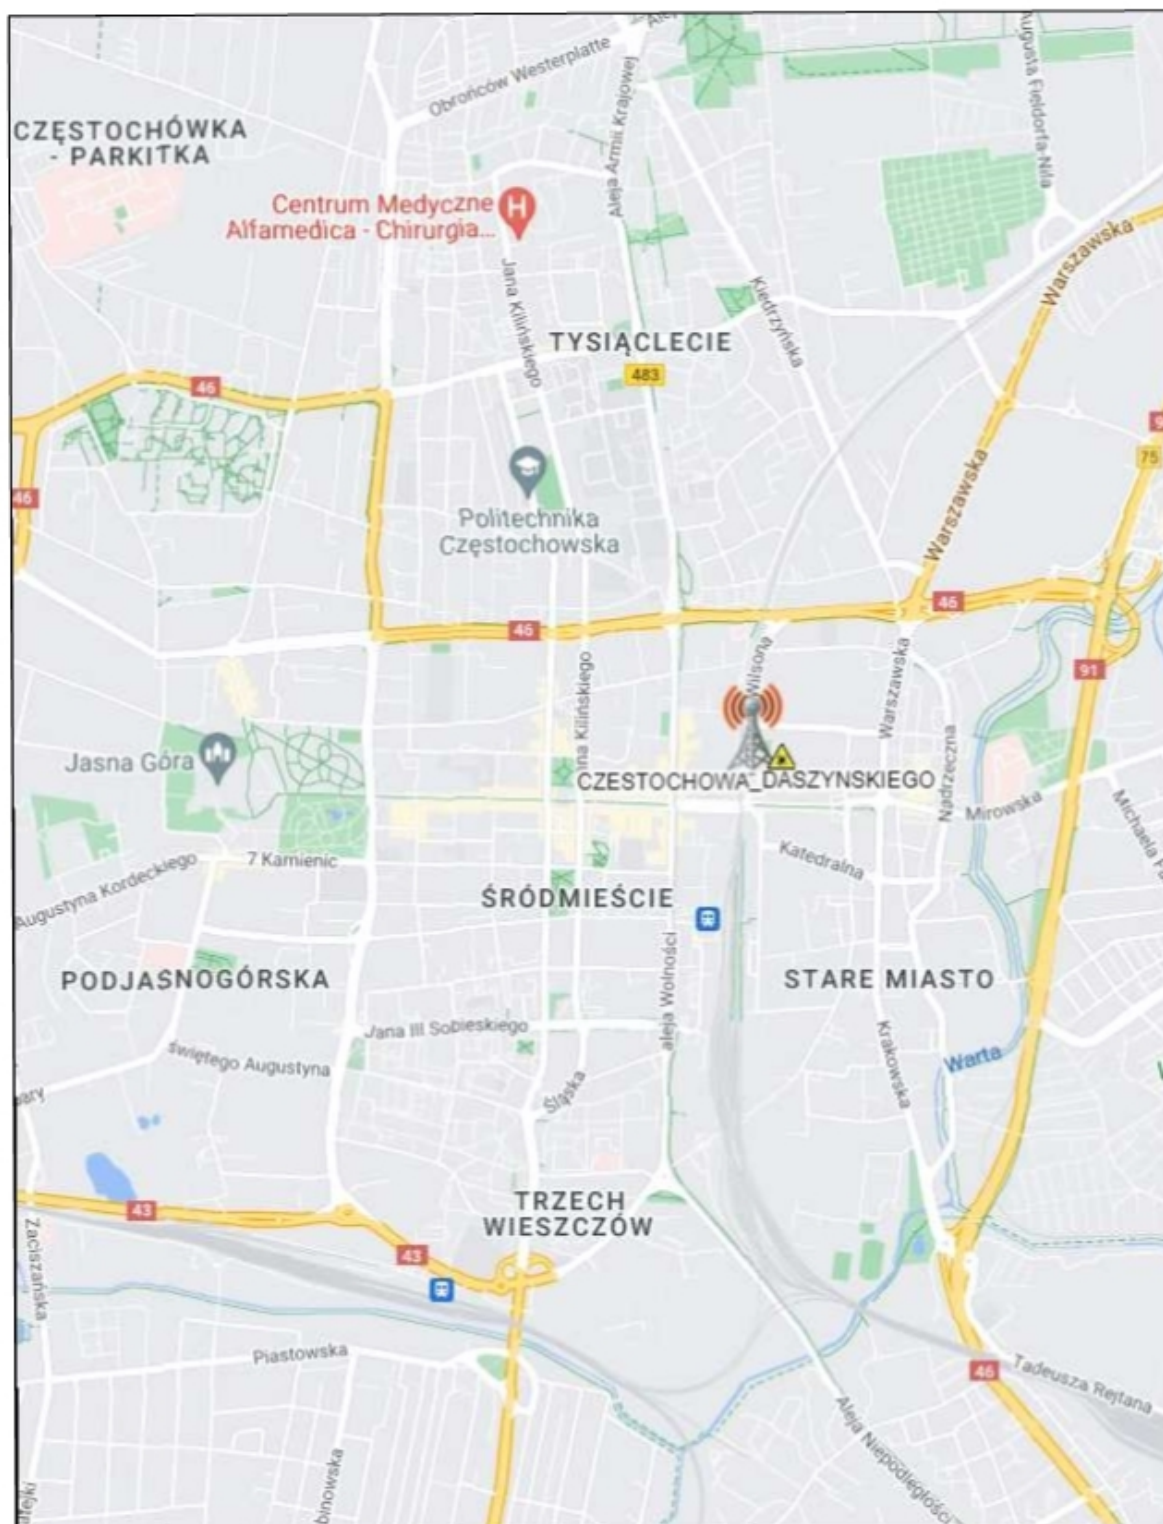 Obrońców Westerplatte
Augusta Fieldorfa-Nila
CZĘSTOCHÓWKA
- PARKITKA
Aleja Armii Krajowej
Centrum Medyczne
Alfamedica - Chirurgia...
H
Warszawska
Jana Kilińskiego
Kiedrzyńska
TYSIĄCLECIE
483
46
46
75
Warszawska
Politechnika
Częstochowska
46
46
91
Wilsona
Warszawska
Jasna Góra
CZESTOCHOWA_DASZYNSKIEGO
Nadrzeczna
Mirowska
7 Kamienic
Katedralna
Augustyna Kordeckiego
ŚRÓDMIEŚCIE
PODJASNOGÓRSKA
STARE MIASTO
aleja Wolności
Jana III Sobieskiego
świętego Augustyna
Krakowska
Warta
Śląska
43
TRZECH
WIESZCZÓW
43
Zaciszańska
Piastowska
46
Tadeusza Rejtana
Aleja Niepodległości